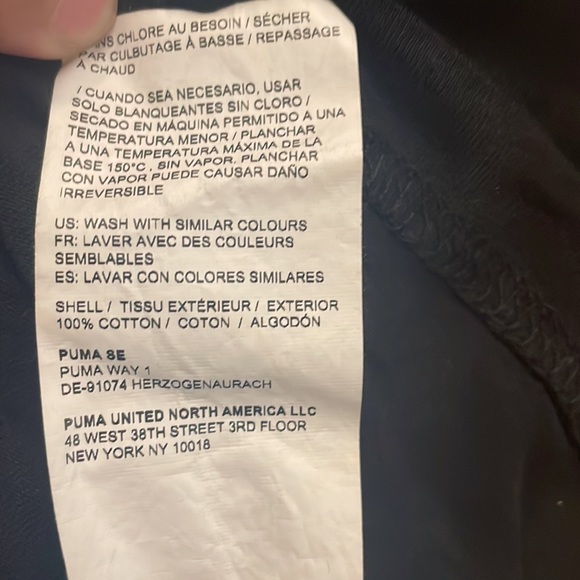 CHLORE AU BESOIN / SÉCHER
PAR CULBUTAGE À BASSE / REPASSAGE
À CHAUD
/ CUANDO SEA NECESARIO, USAR
SOLO BLANQUEANTES SIN CLORO /
SECADO EN MÁQUINA PERMITIDO A UNA
TEMPERATURA MENOR / PLANCHAR
A UNA TEMPERATURA MÁXIMA DE LA
BASE 150°C, SIN VAPOR. PLANCHAR
CON VAPOR PUEDE CAUSAR DAÑO
IRREVERSIBLE
US: WASH WITH SIMILAR COLOURS
FR: LAVER AVEC DES COULEURS
SEMBLABLES
ES: LAVAR CON COLORES SIMILARES
SHELL / TISSU EXTÉRIEUR / EXTERIOR
100% COTTON / COTON / ALGODÓN
PUMA SE
PUMA WAY 1
DE-91074 HERZOGENAURACH
PUMA UNITED NORTH AMERICA LLC
48 WEST 38TH STREET 3RD FLOOR
NEW YORK NY 10018